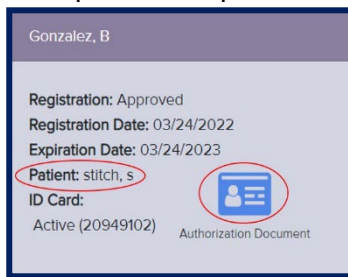 Gonzalez, B
Registration: Approved
Registration Date: 03/24/2022
Expiration Date: 03/24/2023
Patient: stitch, s
ID Card:
Active (20949102)
Authorization Document